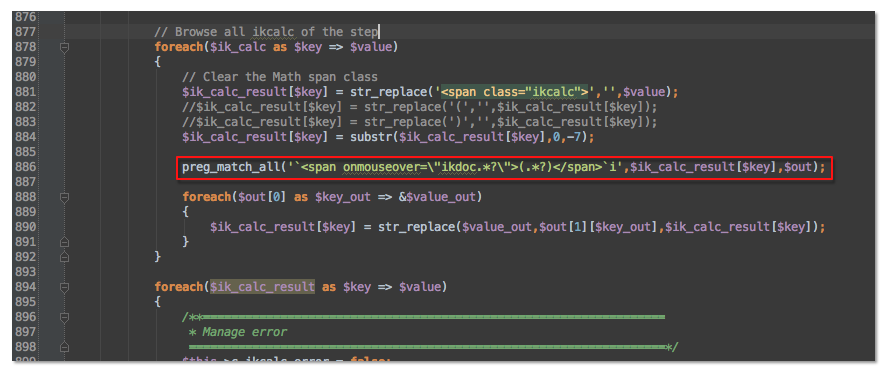 876
877 // Browse all ikcalc of the step
878 foreach($ik_calc as $key => $value)
879 {
880 // Clear the Math span class
881 $ik_calc_result[$key] = str_replace('<span class="ikcalc">','',$value);
882 //$ik_calc_result[$key] = str_replace('(','',$ik_calc_result[$key]);
883 //$ik_calc_result[$key] = str_replace(')','',$ik_calc_result[$key]);
884 $ik_calc_result[$key] = substr($ik_calc_result[$key],0,-7);
885
886 preg_match_all('`<span onmouseover=\"ikdoc.*?\">(.*?)</span>`i',$ik_calc_result[$key],$out);
887
888 foreach($out[0] as $key_out => &$value_out)
889 {
890 $ik_calc_result[$key] = str_replace($value_out,$out[1][$key_out],$ik_calc_result[$key]);
891 }
892 }
893
894 foreach($ik_calc_result as $key => $value)
895 {
896 /**═══════════════════════════════════════
897 * Manage error
898 ═══════════════════════════════════════*/
899 $this->c_ikcalc_error = false;